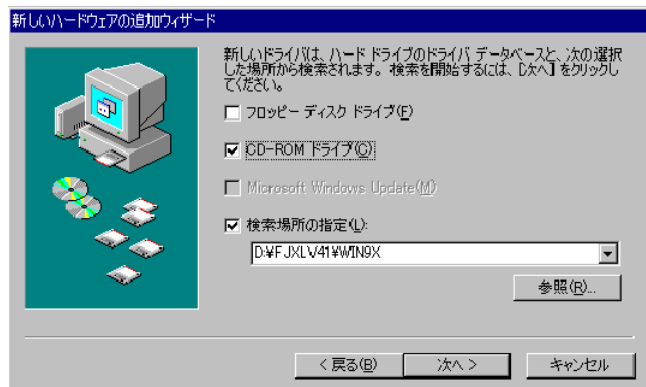 新しいハードウェアの追加ウィザード
新しいドライバは、ハード ドライブのドライバ データベースと、次の選択
した場所から検索されます。検索を開始するには、[次へ] をクリックし
てください。
フロッピー ディスク ドライブ(F)
CD-ROM ドライブ(C)
Microsoft Windows Update(M)
検索場所の指定(L):
D:¥FJXLV41¥WIN9X
参照(R)...
< 戻る(B)
次へ >
キャンセル